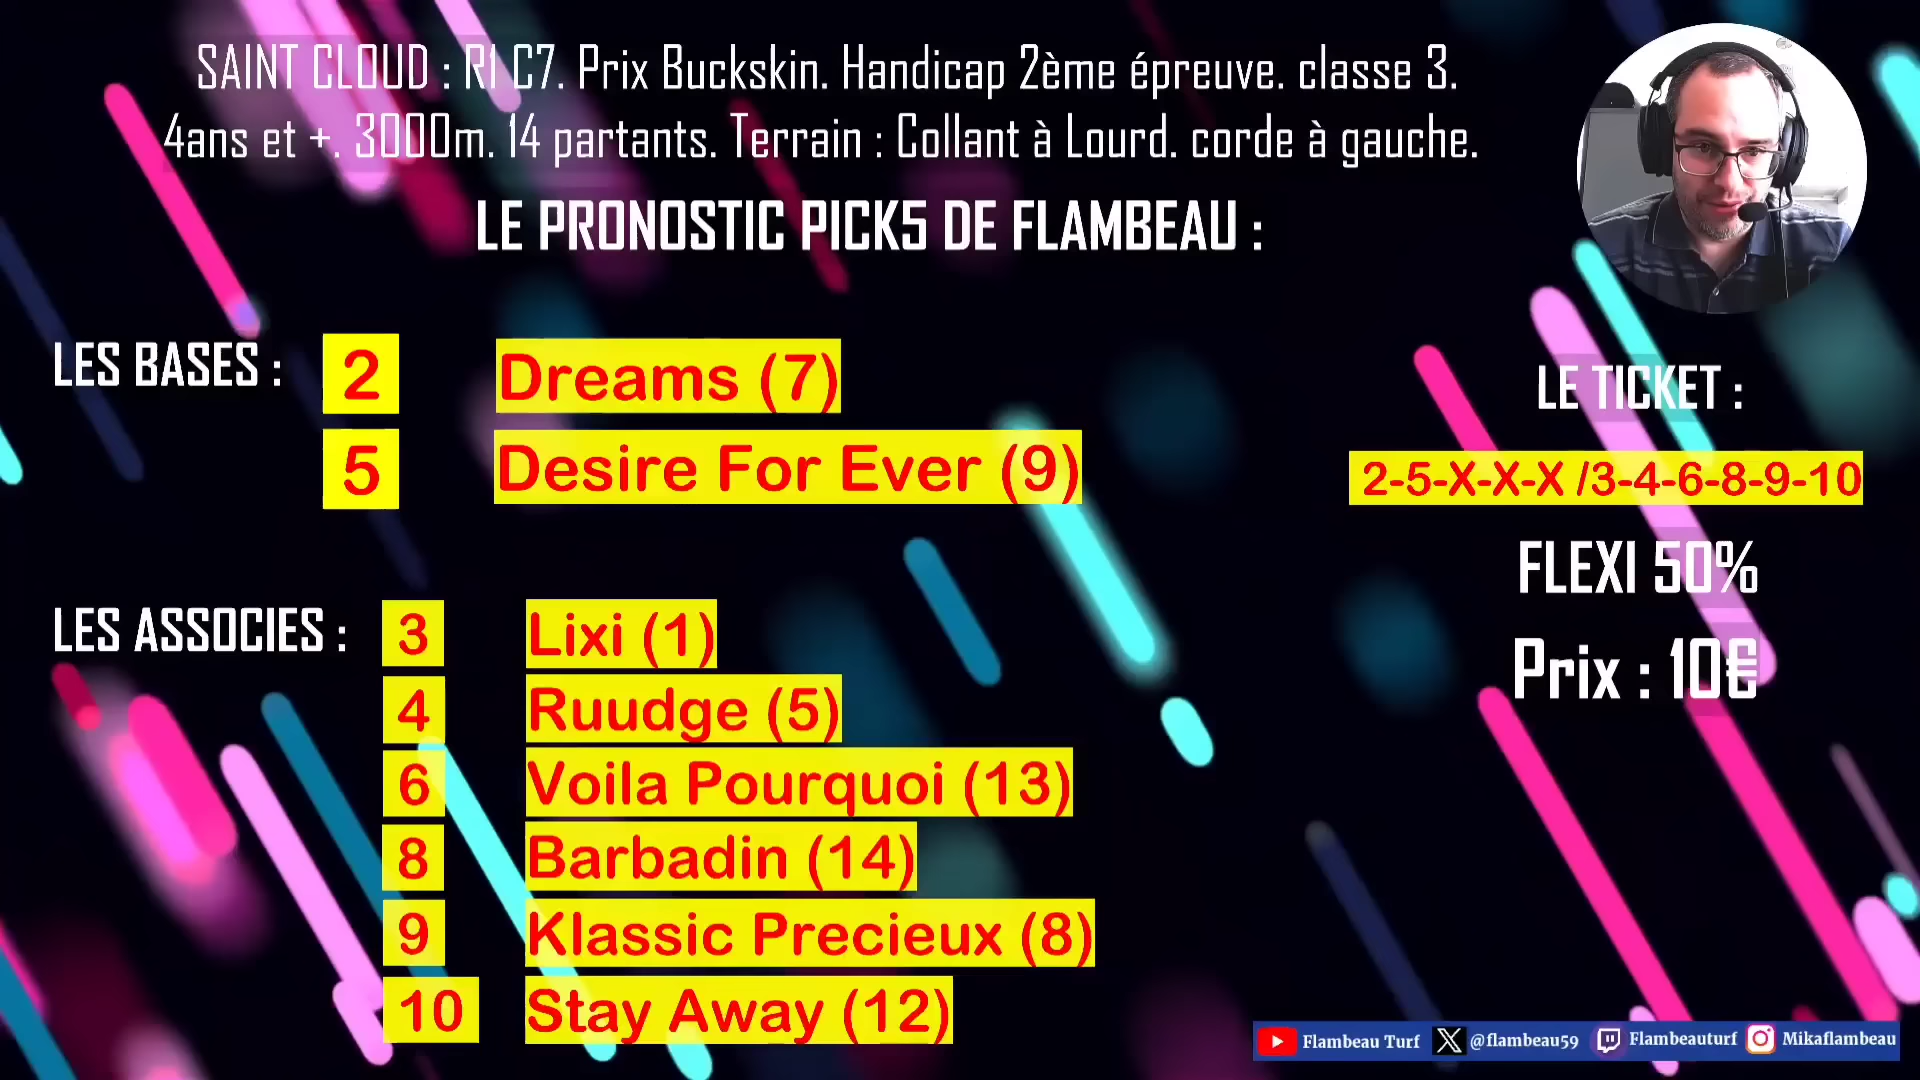 SAINT CLOUD : R1 C7. Prix Buckskin. Handicap 2ème épreuve. classe 3.
4ans et +. 3000m. 14 partants. Terrain : Collant à Lourd. corde à gauche.
LE PRONOSTIC PICK5 DE FLAMBEAU :
LES BASES :
2 Dreams (7)
5 Desire For Ever (9)
LES ASSOCIES :
3 Lixi (1)
4 Ruudge (5)
6 Voila Pourquoi (13)
8 Barbadin (14)
9 Klassic Precieux (8)
10 Stay Away (12)
LE TICKET :
2-5-X-X-X /3-4-6-8-9-10
FLEXI 50%
Prix : 10€
Flambeau Turf @flambeau59 Flambeauturf Mikaflambeau